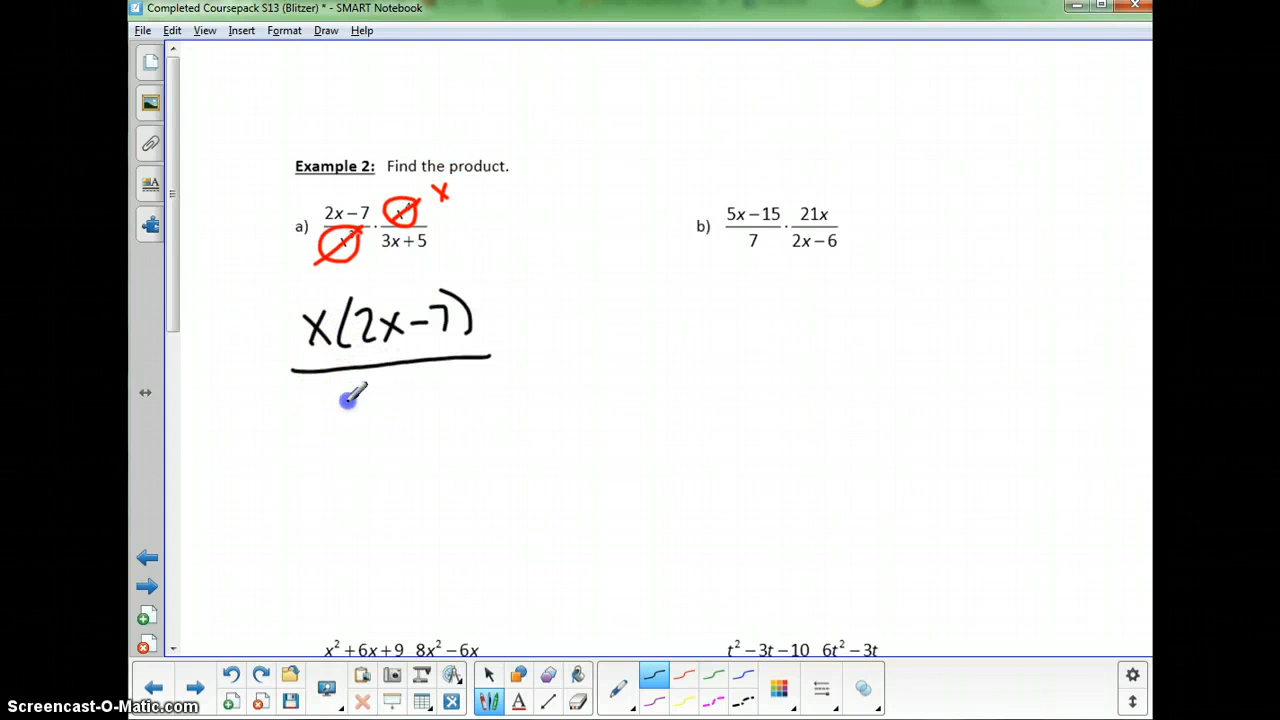 Completed Coursepack S13 (Blitzer) * - SMART Notebook
File Edit View Insert Format Draw Help
Example 2: Find the product.
x
a) 2x – 7 / x · x / 3x + 5
b) 5x – 15 / 7 · 21x / 2x – 6
x(2x – 7)
x² + 6x + 9 8x² – 6x
t² – 3t – 10 6t² – 3t
Screencast-O-Matic.com